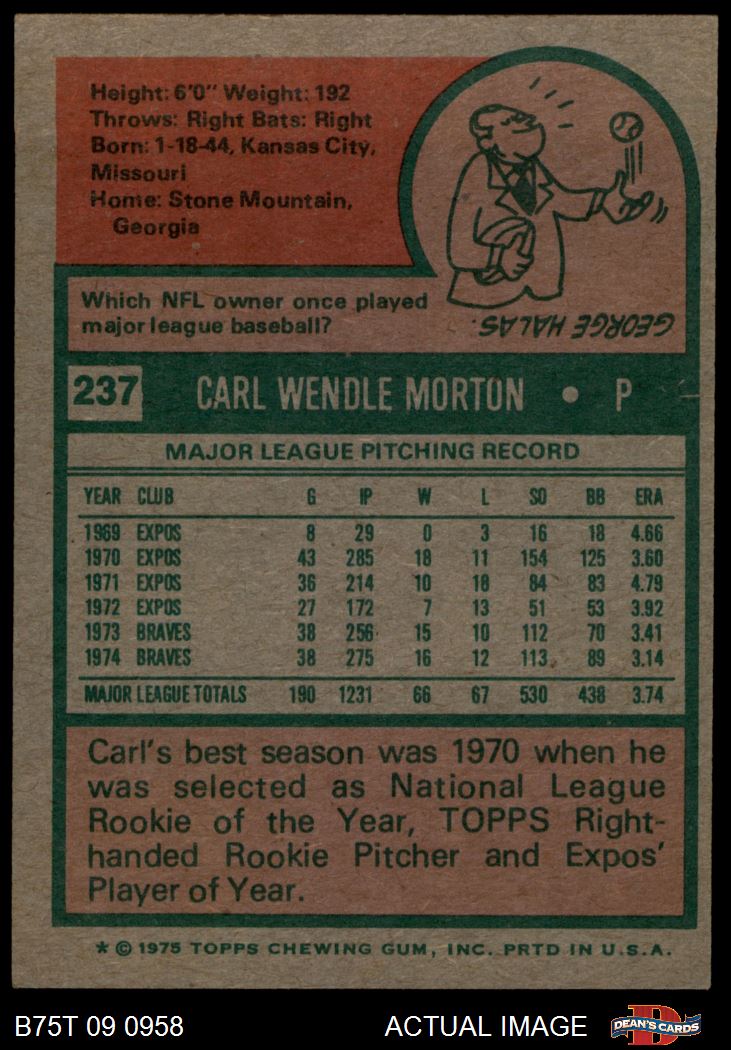 Height: 6'0" Weight: 192
Throws: Right Bats: Right
Born: 1-18-44, Kansas City,
Missouri
Home: Stone Mountain,
Georgia
Which NFL owner once played
major league baseball?
GEORGE HALAS.
237 CARL WENDLE MORTON • P
MAJOR LEAGUE PITCHING RECORD
YEAR CLUB G IP W L SO BB ERA
1969 EXPOS 8 29 0 3 16 18 4.66
1970 EXPOS 43 285 18 11 154 125 3.60
1971 EXPOS 36 214 10 18 84 83 4.79
1972 EXPOS 27 172 7 13 51 53 3.92
1973 BRAVES 38 256 15 10 112 70 3.41
1974 BRAVES 38 275 16 12 113 89 3.14
MAJOR LEAGUE TOTALS 190 1231 66 67 530 438 3.74
Carl's best season was 1970 when he
was selected as National League
Rookie of the Year, TOPPS Right-
handed Rookie Pitcher and Expos'
Player of Year.
* © 1975 TOPPS CHEWING GUM, INC. PRTD IN U.S.A.
B75T 09 0958 ACTUAL IMAGE D DEAN'S CARDS